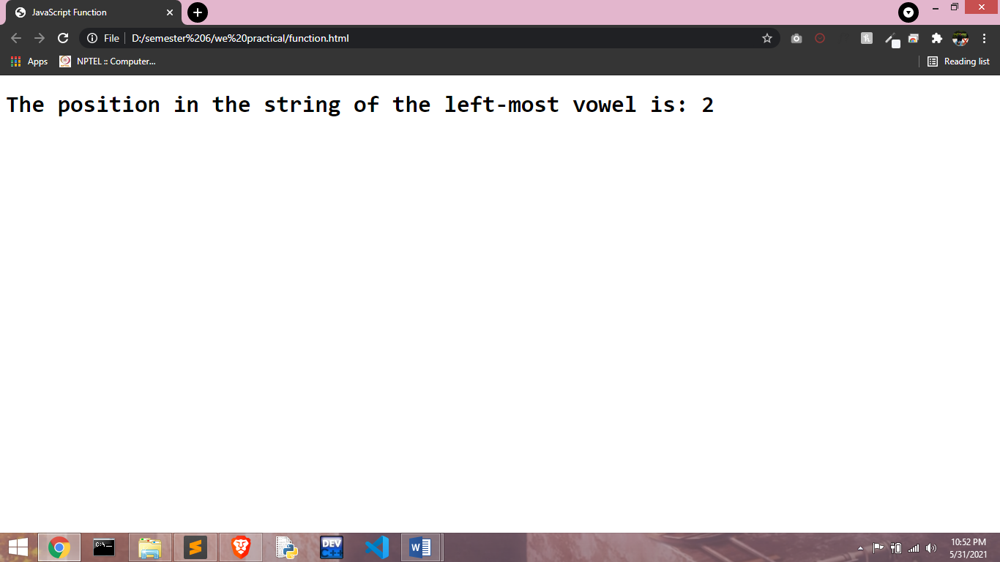 JavaScript Function
File D:/semester%206/we%20practical/function.html
Apps NPTEL :: Computer... Reading list
The position in the string of the left-most vowel is: 2
C:\
DEV
C++
W
10:52 PM
5/31/2021